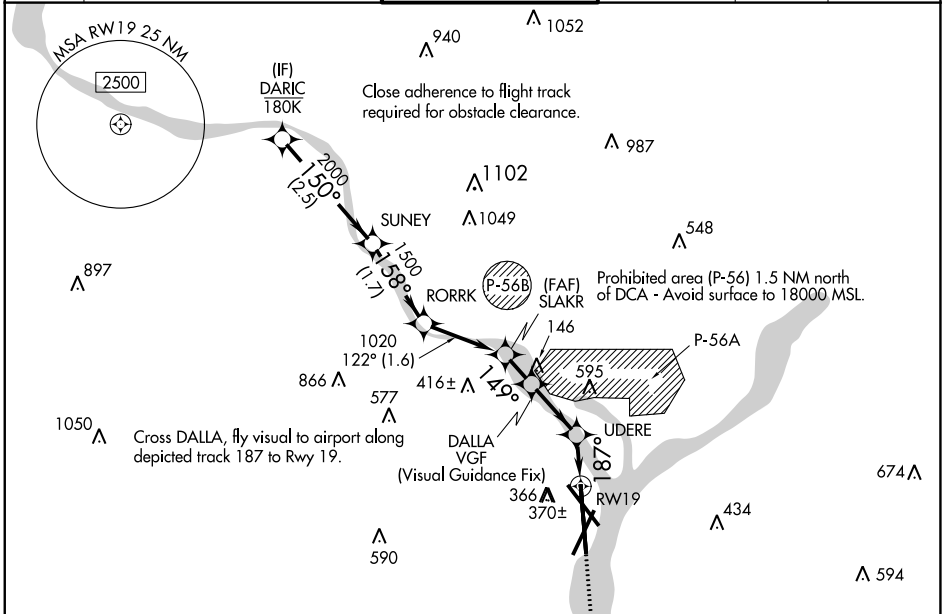 1052
940
MSA RW19 25 NM
2500
(IF)
DARIC
180K
Close adherence to flight track
required for obstacle clearance.
987
2000
150°
(2.5)
1102
1049
SUNEY
548
1500
158°
(1.7)
897
P-56B
(FAF)
SLAKR
Prohibited area (P-56) 1.5 NM north
of DCA - Avoid surface to 18000 MSL.
RORRK
146
P-56A
1020
122° (1.6)
866
416±
149°
595
577
1050
Cross DALLA, fly visual to airport along
depicted track 187 to Rwy 19.
UDERE
DALLA
VGF
(Visual Guidance Fix)
187°
674
366
370±
RW19
434
590
594